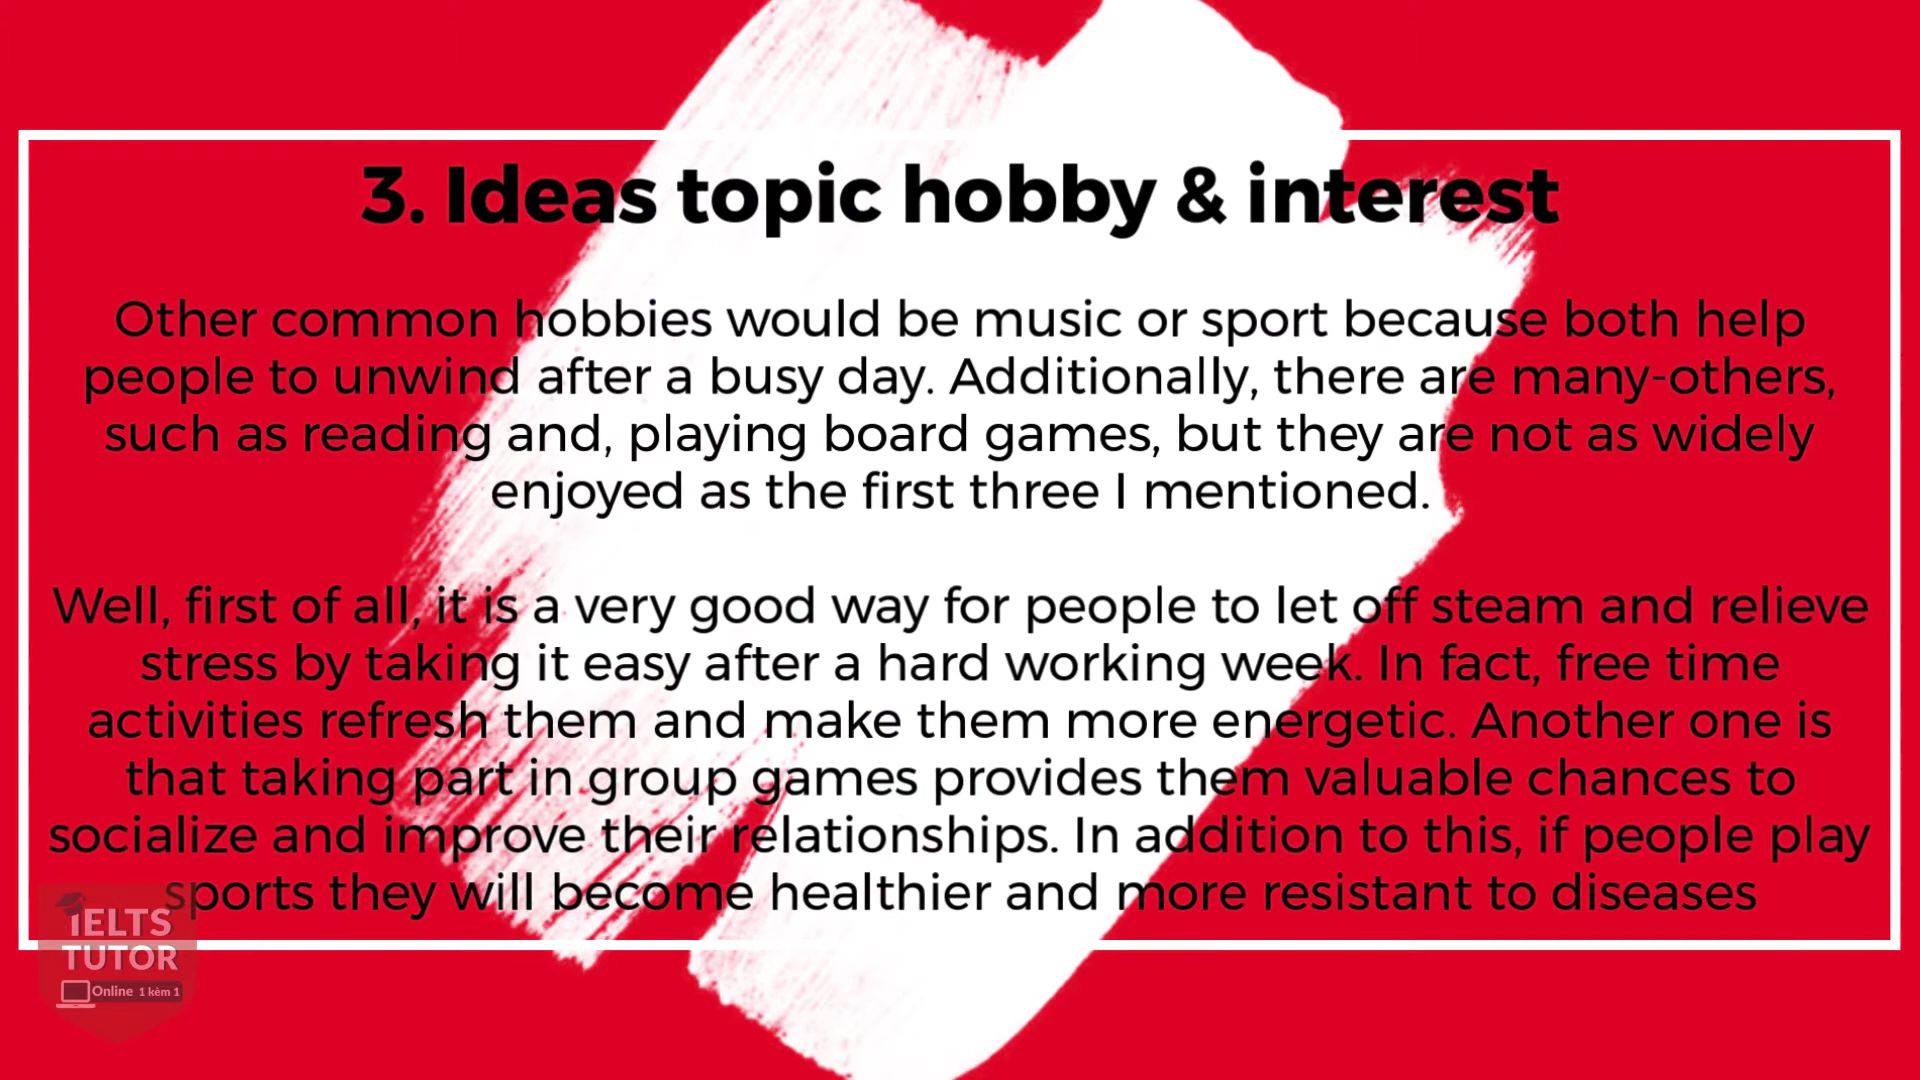 3. Ideas topic hobby & interest
Other common hobbies would be music or sport because both help
people to unwind after a busy day. Additionally, there are many-others,
such as reading and, playing board games, but they are not as widely
enjoyed as the first three I mentioned.
Well, first of all, it is a very good way for people to let off steam and relieve
stress by taking it easy after a hard working week. In fact, free time
activities refresh them and make them more energetic. Another one is
that taking part in group games provides them valuable chances to
socialize and improve their relationships. In addition to this, if people play
sports they will become healthier and more resistant to diseases
IELTS
TUTOR
Online 1 kèm 1